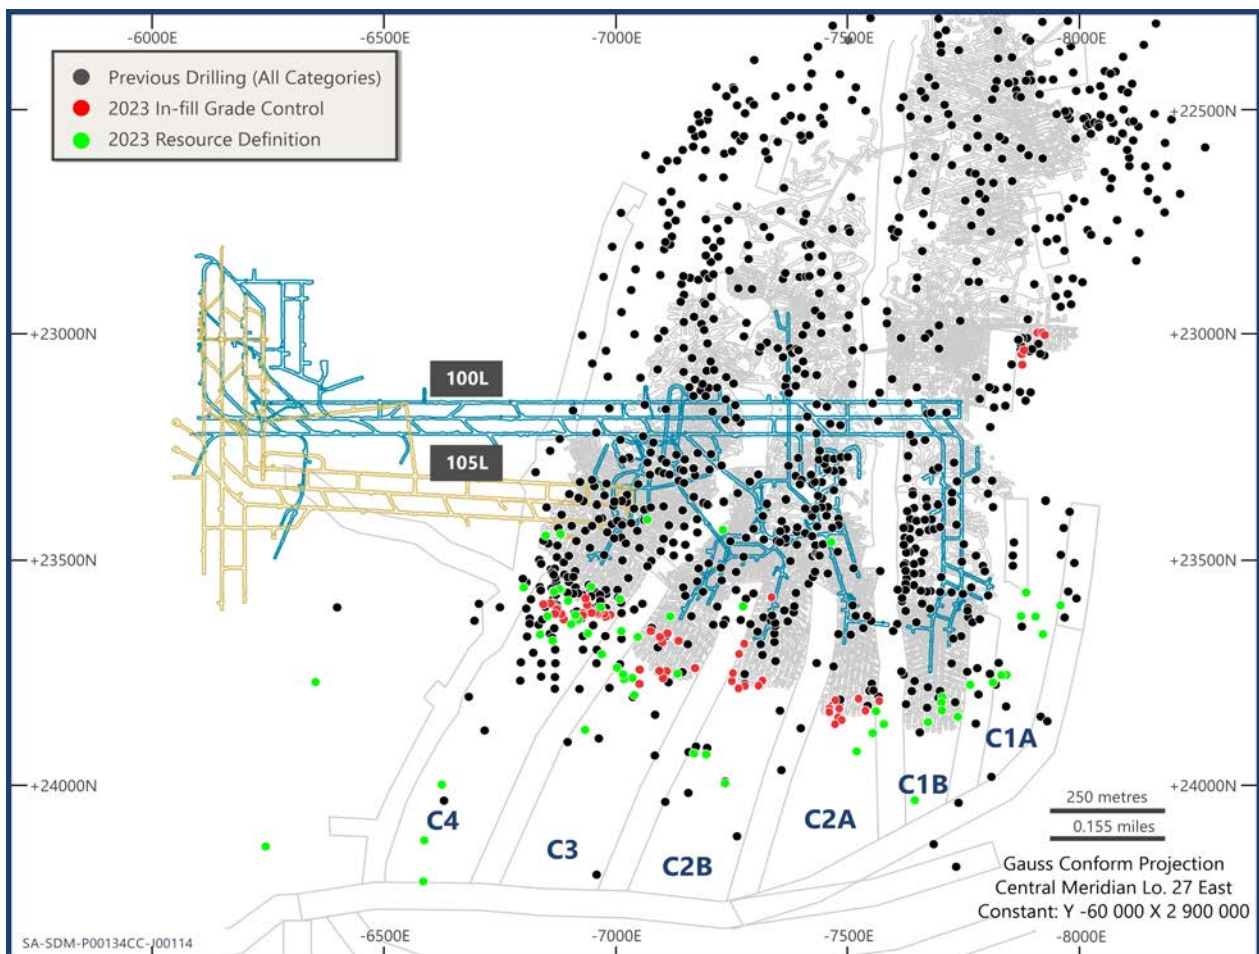 -6000E
-6500E
-7000E
-7500E
-8000E
Previous Drilling (All Categories)
2023 In-fill Grade Control
2023 Resource Definition
+22500N
+23000N
+23000N
100L
105L
+23500N
+23500N
+24000N
+24000N
C1A
C1B
C2A
C4
C3
C2B
250 metres
0.155 miles
Gauss Conform Projection
Central Meridian Lo. 27 East
Constant: Y -60 000 X 2 900 000
SA-SDM-P00134CC-J00114
-6500E
-7000E
-7500E
-8000E